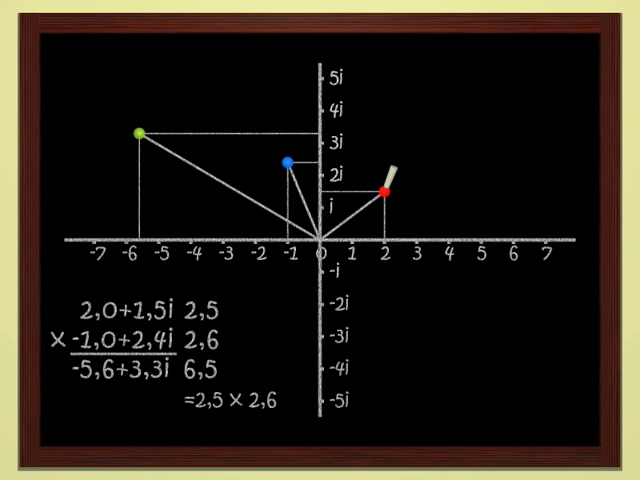 5i
4i
3i
2i
i
-7 -6 -5 -4 -3 -2 -1 0 1 2 3 4 5 6 7
-i
-2i
-3i
-4i
-5i
2,0+1,5i 2,5
× -1,0+2,4i 2,6
-5,6+3,3i 6,5
=2,5 × 2,6